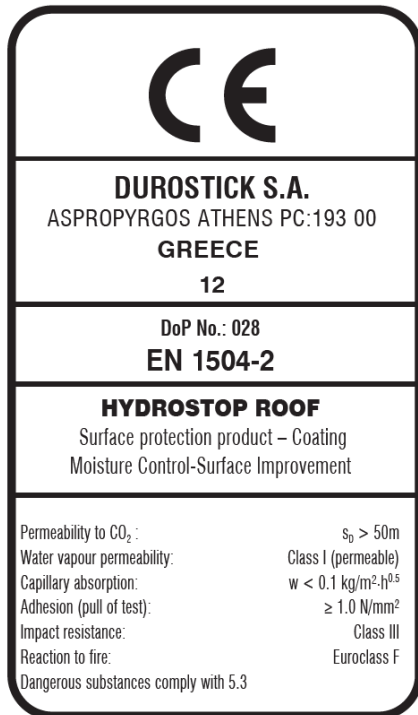 CE
DUROSTICK S.A.
ASPROPYRGOS ATHENS PC:193 00
GREECE
12
DoP No.: 028
EN 1504-2
HYDROSTOP ROOF
Surface protection product – Coating
Moisture Control-Surface Improvement
Permeability to CO₂ : s_D > 50m
Water vapour permeability: Class I (permeable)
Capillary absorption: w < 0.1 kg/m²·h⁰·⁵
Adhesion (pull of test): ≥ 1.0 N/mm²
Impact resistance: Class III
Reaction to fire: Euroclass F
Dangerous substances comply with 5.3